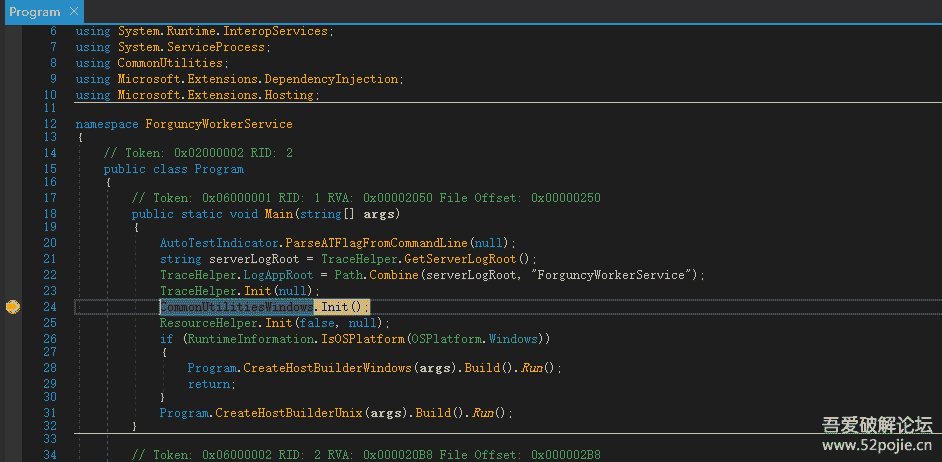 Program ×
6 using System.Runtime.InteropServices;
7 using System.ServiceProcess;
8 using CommonUtilities;
9 using Microsoft.Extensions.DependencyInjection;
10 using Microsoft.Extensions.Hosting;
11
12 namespace ForguncyWorkerService
13 {
14 // Token: 0x02000002 RID: 2
15 public class Program
16 {
17 // Token: 0x06000001 RID: 1 RVA: 0x00002050 File Offset: 0x00000250
18 public static void Main(string[] args)
19 {
20 AutoTestIndicator.ParseATFlagFromCommandLine(null);
21 string serverLogRoot = TraceHelper.GetServerLogRoot();
22 TraceHelper.LogAppRoot = Path.Combine(serverLogRoot, "ForguncyWorkerService");
23 TraceHelper.Init(null);
24 CommonUtilitiesWindows.Init();
25 ResourceHelper.Init(false, null);
26 if (RuntimeInformation.IsOSPlatform(OSPlatform.Windows))
27 {
28 Program.CreateHostBuilderWindows(args).Build().Run();
29 return;
30 }
31 Program.CreateHostBuilderUnix(args).Build().Run();
32 }
33
34 // Token: 0x06000002 RID: 2 RVA: 0x000020B8 File Offset: 0x000002B8
吾爱破解论坛
www.52pojie.cn